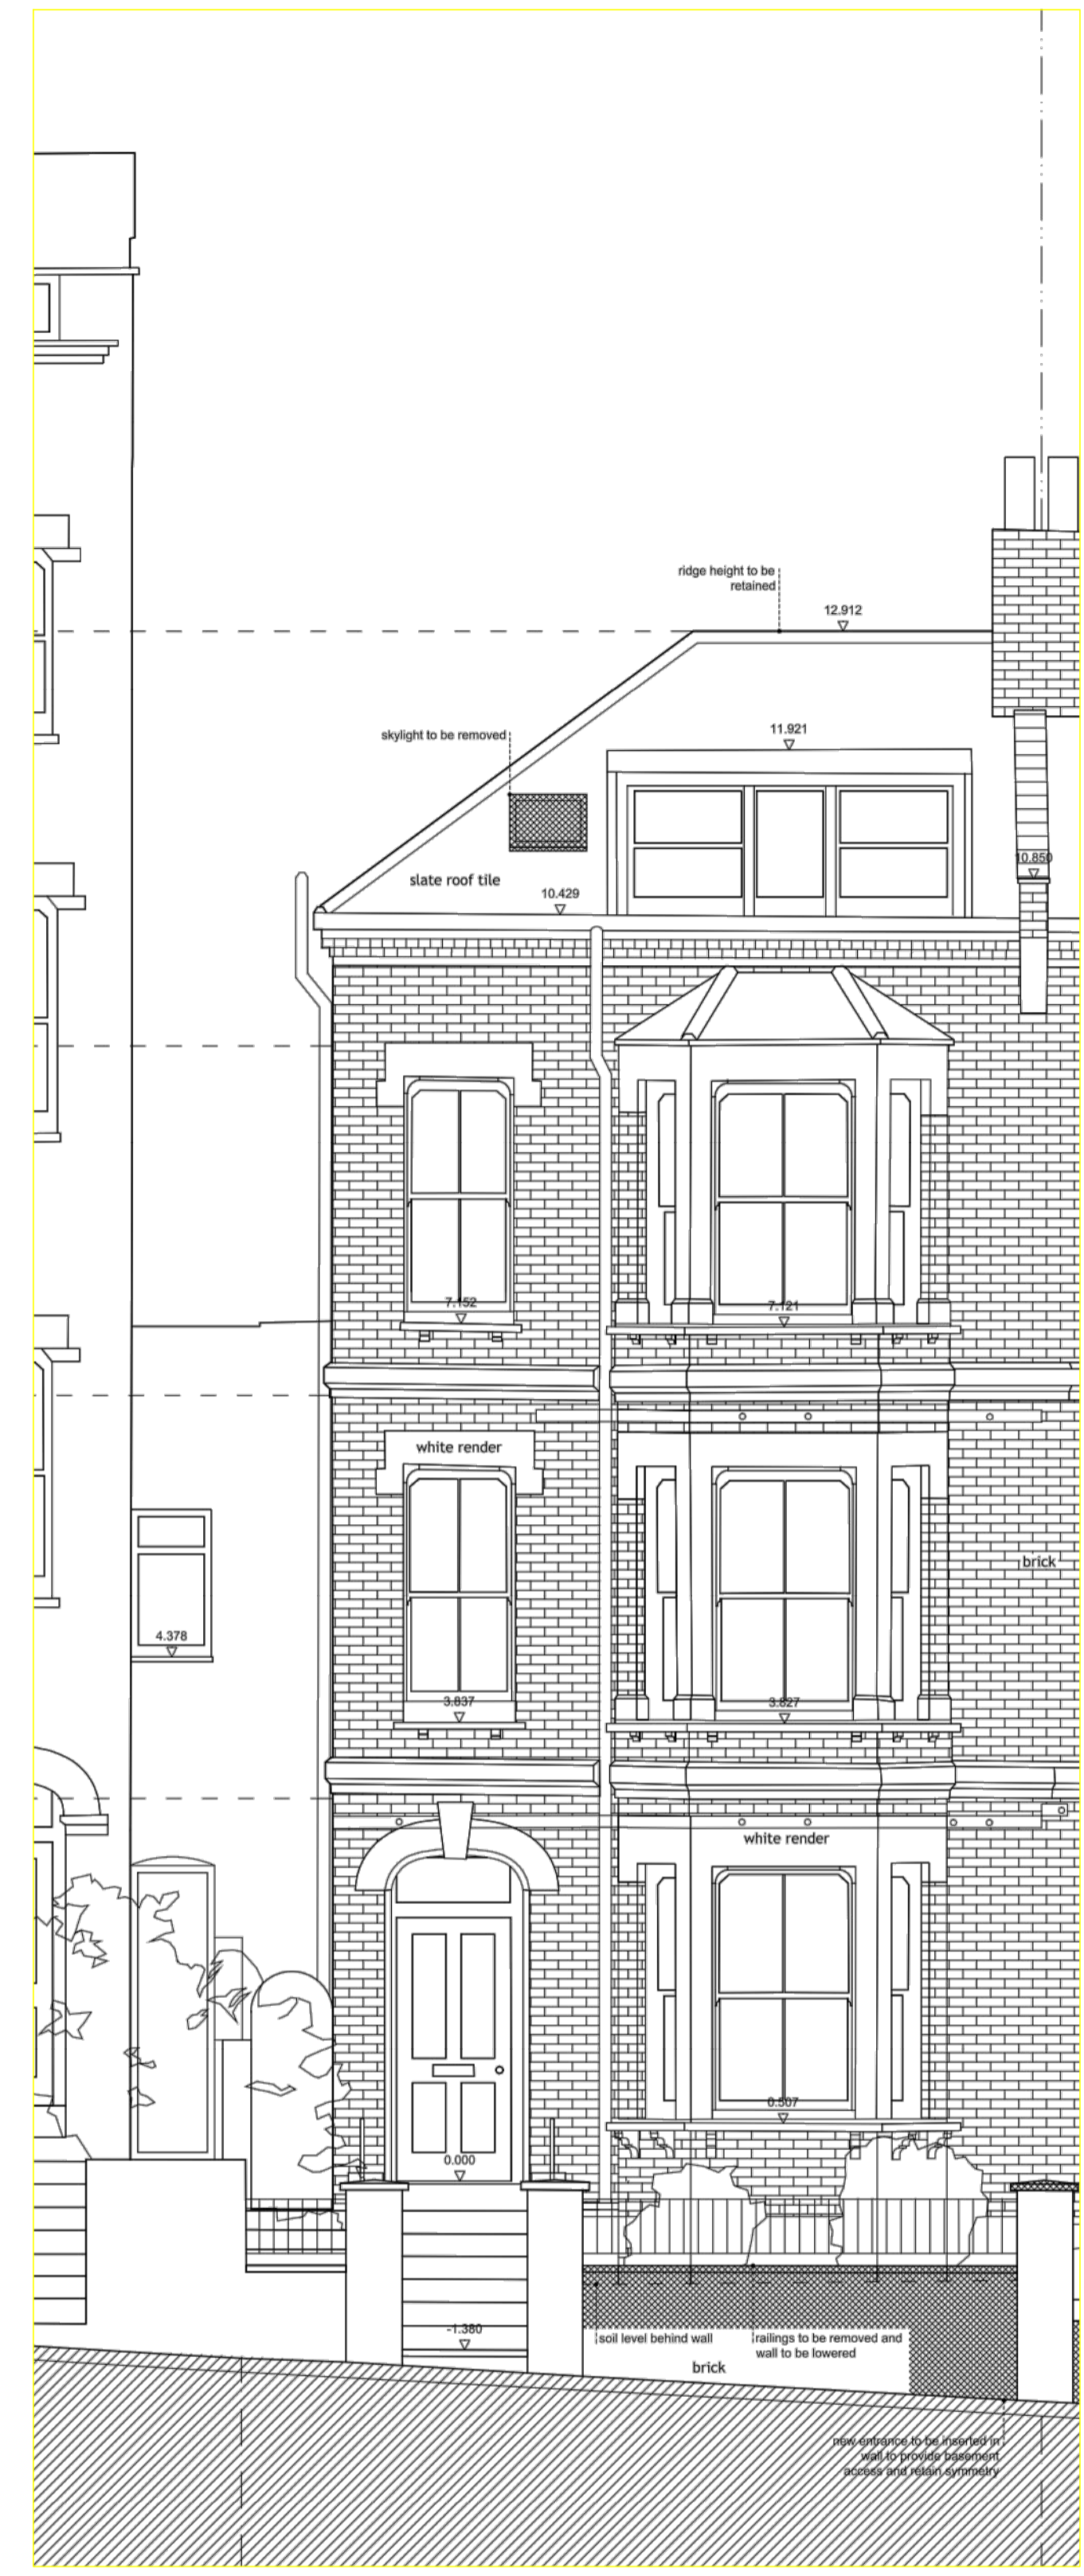 ridge height to be
retained
12.912
11.921
skylight to be removed
10.850
slate roof tile
10.429
7.152
7.121
white render
brick
4.378
3.837
3.827
white render
0.507
0.000
-1.380
soil level behind wall
railings to be removed and
wall to be lowered
brick
new entrance to be inserted in
wall to provide basement
access and retain symmetry